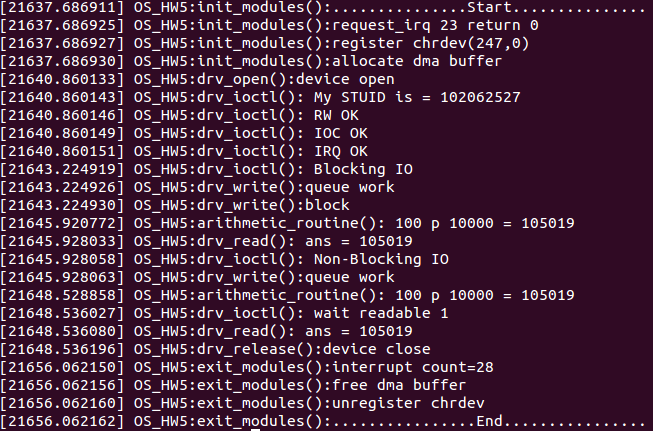 [21637.686911] OS_HW5:init_modules():...............Start...............
[21637.686925] OS_HW5:init_modules():request_irq 23 return 0
[21637.686927] OS_HW5:init_modules():register chrdev(247,0)
[21637.686930] OS_HW5:init_modules():allocate dma buffer
[21640.860133] OS_HW5:drv_open():device open
[21640.860143] OS_HW5:drv_ioctl(): My STUID is = 102062527
[21640.860146] OS_HW5:drv_ioctl(): RW OK
[21640.860149] OS_HW5:drv_ioctl(): IOC OK
[21640.860151] OS_HW5:drv_ioctl(): IRQ OK
[21643.224919] OS_HW5:drv_ioctl(): Blocking IO
[21643.224926] OS_HW5:drv_write():queue work
[21643.224930] OS_HW5:drv_write():block
[21645.920772] OS_HW5:arithmetic_routine(): 100 p 10000 = 105019
[21645.928033] OS_HW5:drv_read(): ans = 105019
[21645.928058] OS_HW5:drv_ioctl(): Non-Blocking IO
[21645.928063] OS_HW5:drv_write():queue work
[21648.528858] OS_HW5:arithmetic_routine(): 100 p 10000 = 105019
[21648.536027] OS_HW5:drv_ioctl(): wait readable 1
[21648.536080] OS_HW5:drv_read(): ans = 105019
[21648.536196] OS_HW5:drv_release():device close
[21656.062150] OS_HW5:exit_modules():interrupt count=28
[21656.062156] OS_HW5:exit_modules():free dma buffer
[21656.062160] OS_HW5:exit_modules():unregister chrdev
[21656.062162] OS_HW5:exit_modules():................End................